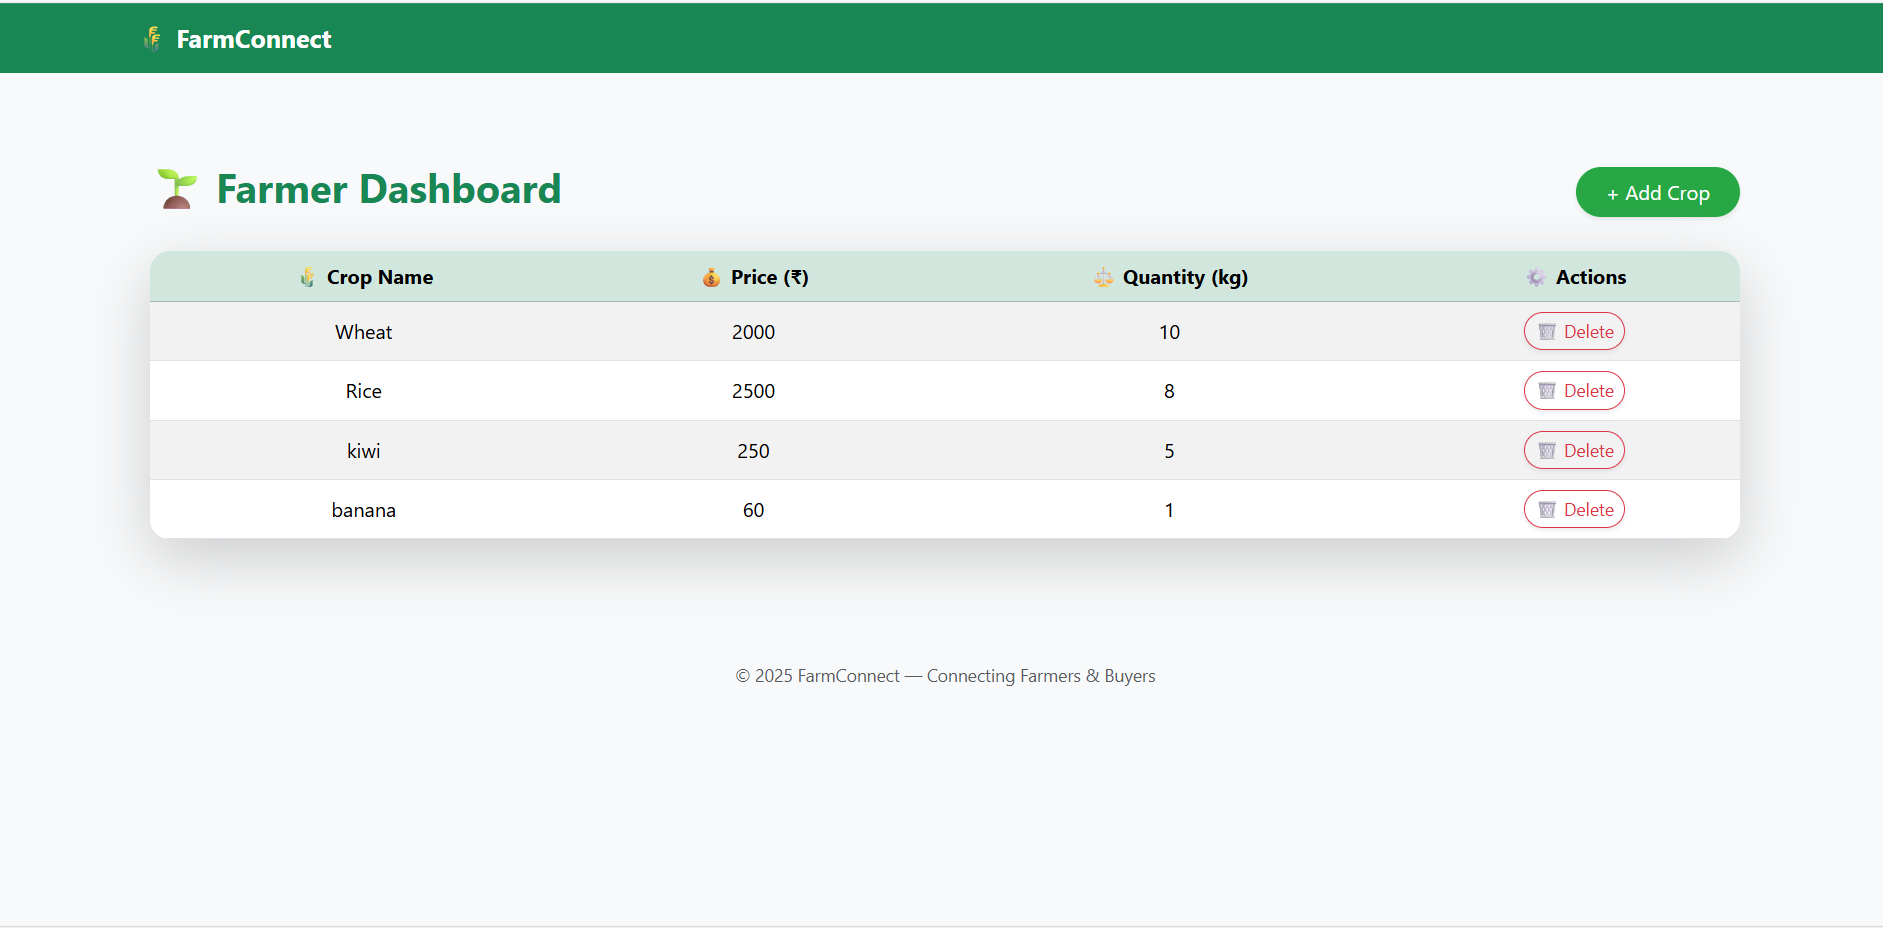 FarmConnect
Farmer Dashboard
+ Add Crop
Crop Name Price (₹) Quantity (kg) Actions
Wheat 2000 10 Delete
Rice 2500 8 Delete
kiwi 250 5 Delete
banana 60 1 Delete
© 2025 FarmConnect — Connecting Farmers & Buyers